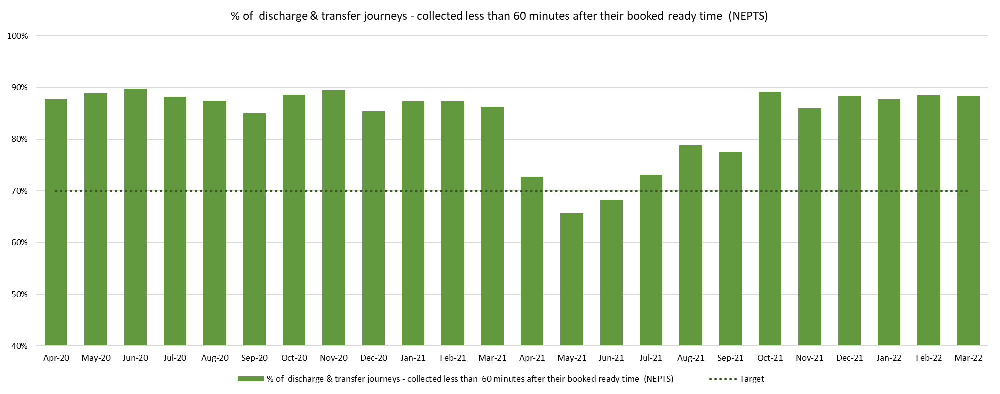 % of  discharge & transfer journeys - collected less than 60 minutes after their booked ready time  (NEPTS)
100%
90%
80%
70%
60%
50%
40%
Apr-20 May-20 Jun-20 Jul-20 Aug-20 Sep-20 Oct-20 Nov-20 Dec-20 Jan-21 Feb-21 Mar-21 Apr-21 May-21 Jun-21 Jul-21 Aug-21 Sep-21 Oct-21 Nov-21 Dec-21 Jan-22 Feb-22 Mar-22
% of  discharge & transfer journeys - collected less than  60 minutes after their booked ready time  (NEPTS) Target